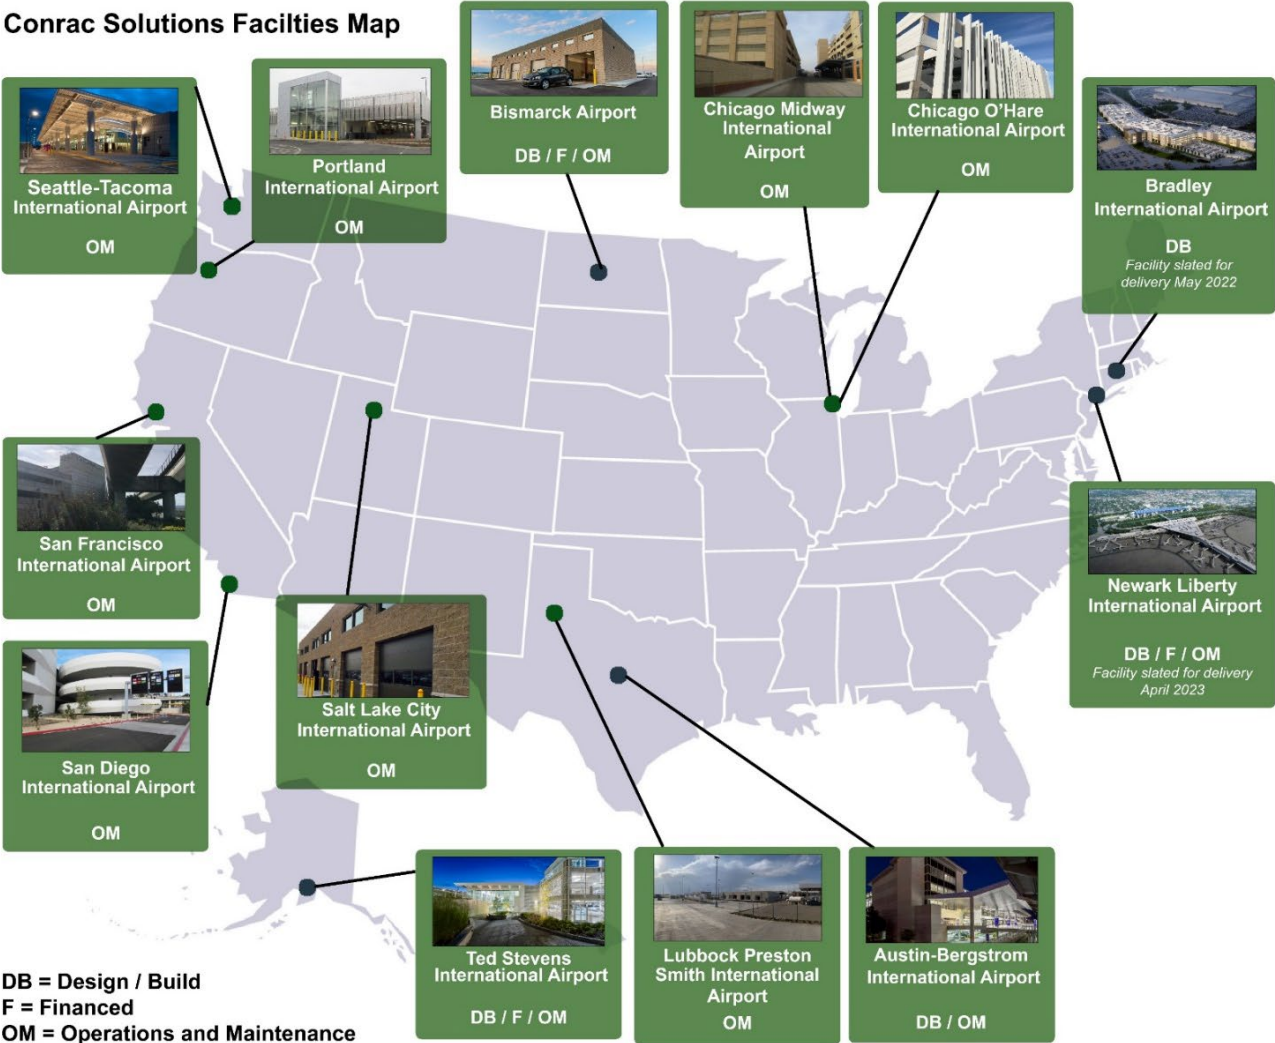 Conrac Solutions Facilties Map
Seattle-Tacoma
International Airport
OM
Portland
International Airport
OM
Bismarck Airport
DB / F / OM
Chicago Midway
International
Airport
OM
Chicago O'Hare
International Airport
OM
Bradley
International Airport
DB
Facility slated for
delivery May 2022
San Francisco
International Airport
OM
Newark Liberty
International Airport
DB / F / OM
Facility slated for delivery
April 2023
San Diego
International Airport
OM
Salt Lake City
International Airport
OM
Ted Stevens
International Airport
DB / F / OM
Lubbock Preston
Smith International
Airport
OM
Austin-Bergstrom
International Airport
DB / OM
DB = Design / Build
F = Financed
OM = Operations and Maintenance